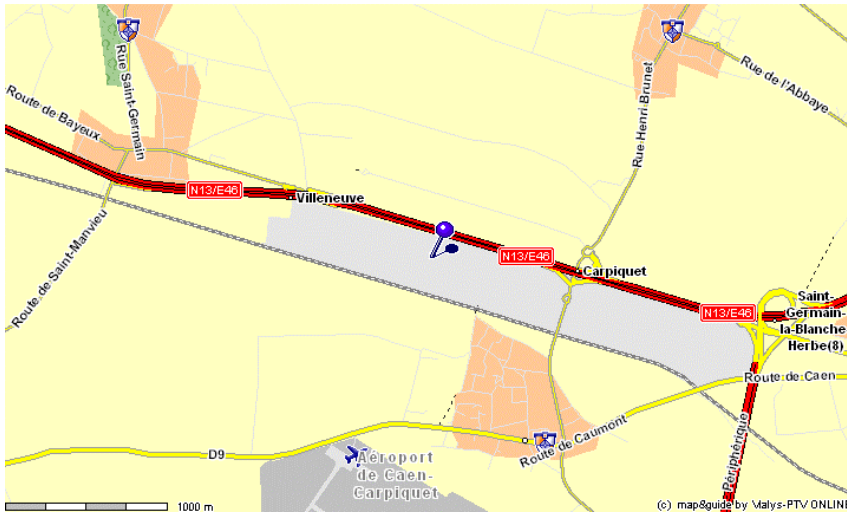 Rue Saint-Germain
Rue Henri Brunet
Rue de l'Abbaye
Route de Bayeux
N13/E46
Villeneuve
Route de Saint-Manvieu
N13/E46
Carpiquet
N13/E46
Saint-
Germain-
la-Blanche
Herbe(8)
Route de Caen
Route de Caumont
Périphérique
D9
Aéroport
de Caen-
Carpiquet
1000 m
(c) map&guide by Vialys-PTV ONLINE